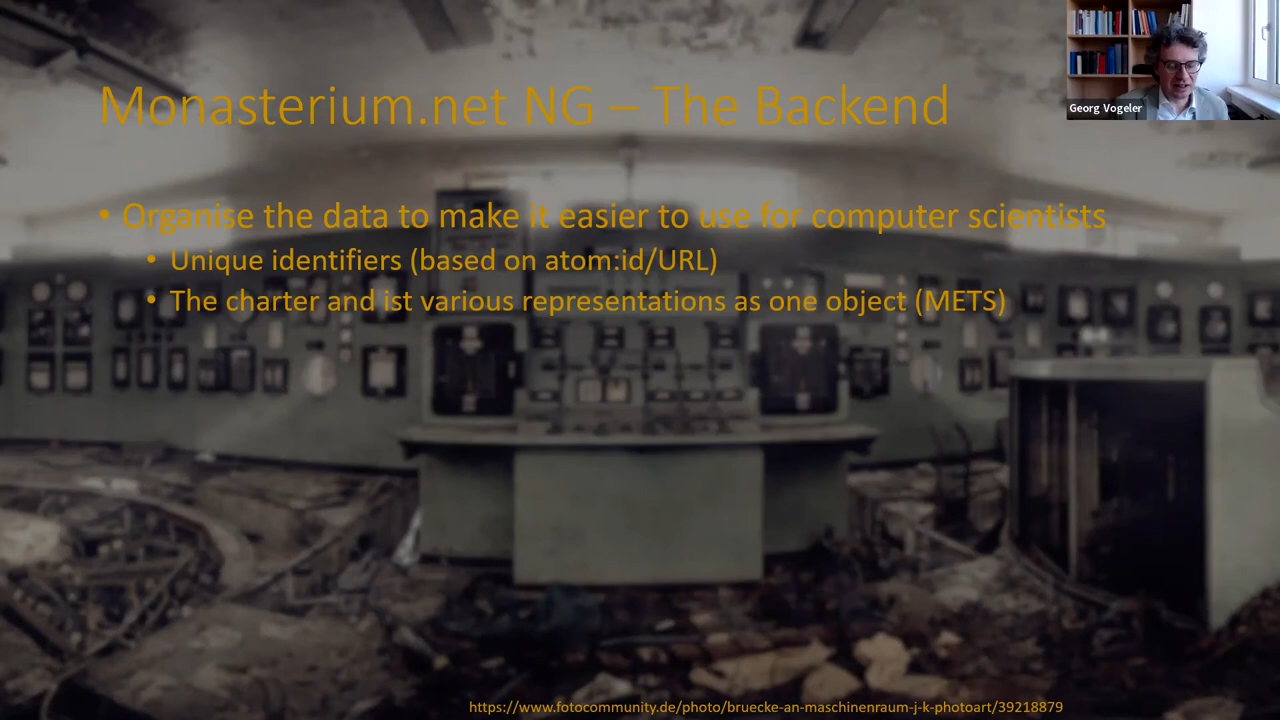 Monasterium.net NG – The Backend
Georg Vogeler
• Organise the data to make it easier to use for computer scientists
• Unique identifiers (based on atom:id/URL)
• The charter and ist various representations as one object (METS)
https://www.fotocommunity.de/photo/bruecke-an-maschinenraum-j-k-photoart/39218879